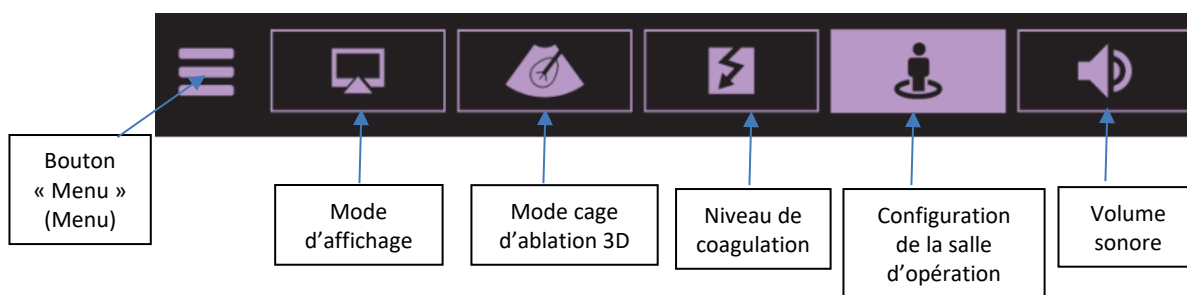 Bouton
« Menu »
(Menu)
Mode
d’affichage
Mode cage
d’ablation 3D
Niveau de
coagulation
Configuration
de la salle
d’opération
Volume
sonore